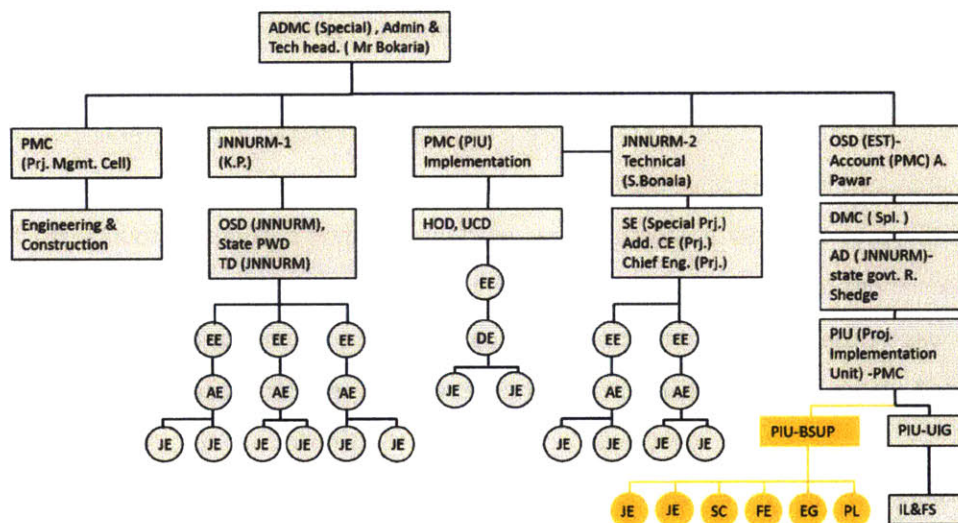 ADMC (Special) , Admin &
Tech head. ( Mr Bokaria)
PMC
(Prj. Mgmt. Cell)
JNNURM-1
(K.P.)
PMC (PIU)
Implementation
JNNURM-2
Technical
(S.Bonala)
OSD (EST)-
Account (PMC) A.
Pawar
Engineering &
Construction
OSD (JNNURM),
State PWD
TD (JNNURM)
HOD, UCD
SE (Special Prj.)
Add. CE (Prj.)
Chief Eng. (Prj.)
DMC ( Spl. )
AD ( JNNURM)-
state govt. R.
Shedge
PIU (Proj.
Implementation
Unit) -PMC
EE
EE EE EE
DE
EE EE
AE AE AE
JE JE
AE AE
JE JE JE JE JE JE
JE JE JE JE
PIU-BSUP
PIU-UIG
JE JE SC FE EG PL
IL&FS